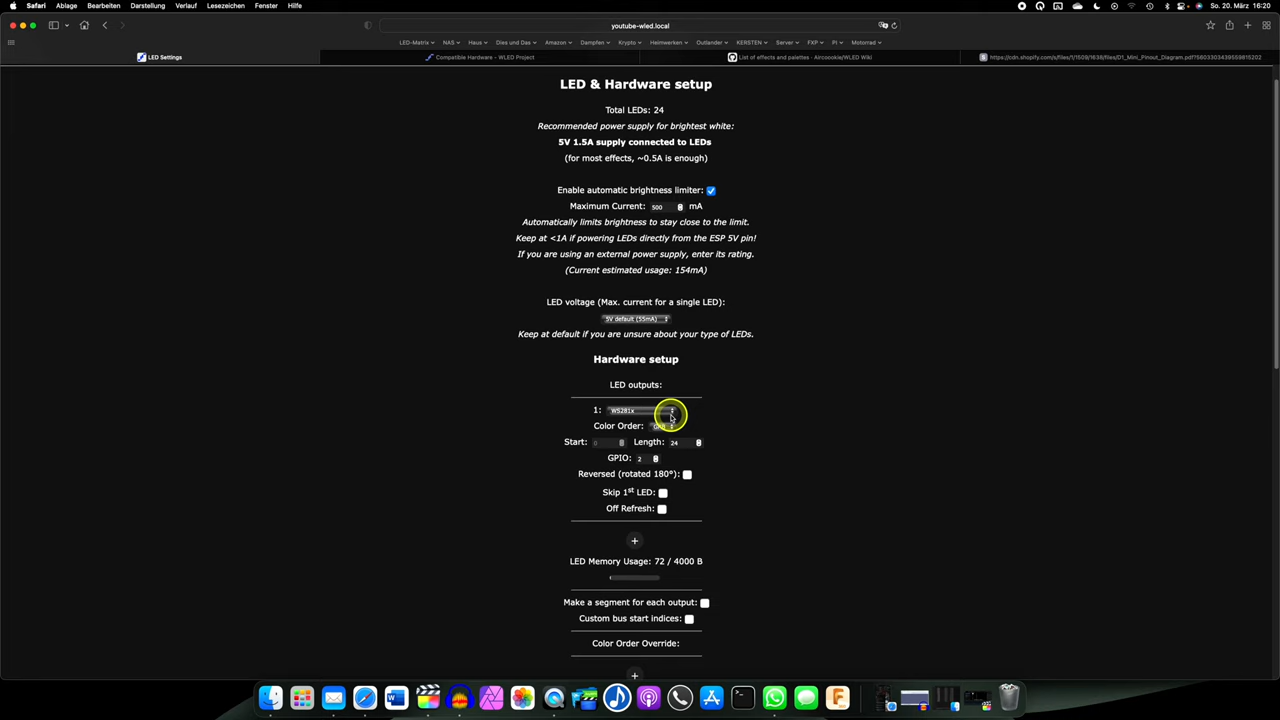 Safari Ablage Bearbeiten Darstellung Verlauf Lesezeichen Fenster Hilfe So. 20. März 16:20
youtube-wled.local
LED-Matrix NAS Haus Dies und Das Amazon Dampfen Krypto Heimwerken Outlander KERSTEN Server FXP PI Motorrad
LED Settings Compatible Hardware - WLED Project List of effects and palettes · Aircoookie/WLED Wiki
LED & Hardware setup
Total LEDs: 24
Recommended power supply for brightest white:
5V 1.5A supply connected to LEDs
(for most effects, ~0.5A is enough)
Enable automatic brightness limiter:
Maximum Current: 500 mA
Automatically limits brightness to stay close to the limit.
Keep at <1A if powering LEDs directly from the ESP 5V pin!
If you are using an external power supply, enter its rating.
(Current estimated usage: 154mA)
LED voltage (Max. current for a single LED):
5V default (55mA)
Keep at default if you are unsure about your type of LEDs.
Hardware setup
LED outputs:
1: WS281x
Color Order: GRB
Start: 0 Length: 24
GPIO: 2
Reversed (rotated 180°):
Skip 1st LED:
Off Refresh:
+
LED Memory Usage: 72 / 4000 B
Make a segment for each output:
Custom bus start indices:
Color Order Override:
+